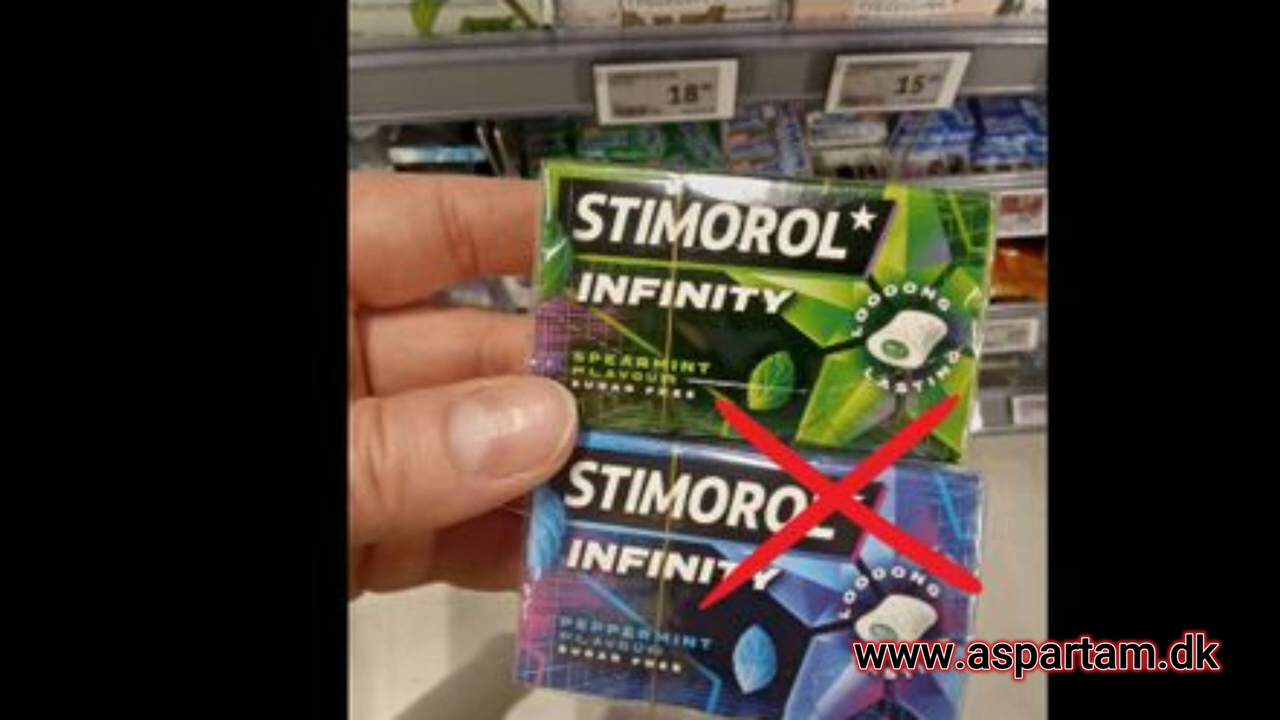 18
15
STIMOROL*
INFINITY
LOOOONG
LASTING
SPEARMINT
FLAVOUR
SUGAR FREE
STIMOROL
INFINITY
LOOOONG
PEPPERMINT
FLAVOUR
SUGAR FREE
www.aspartam.dk